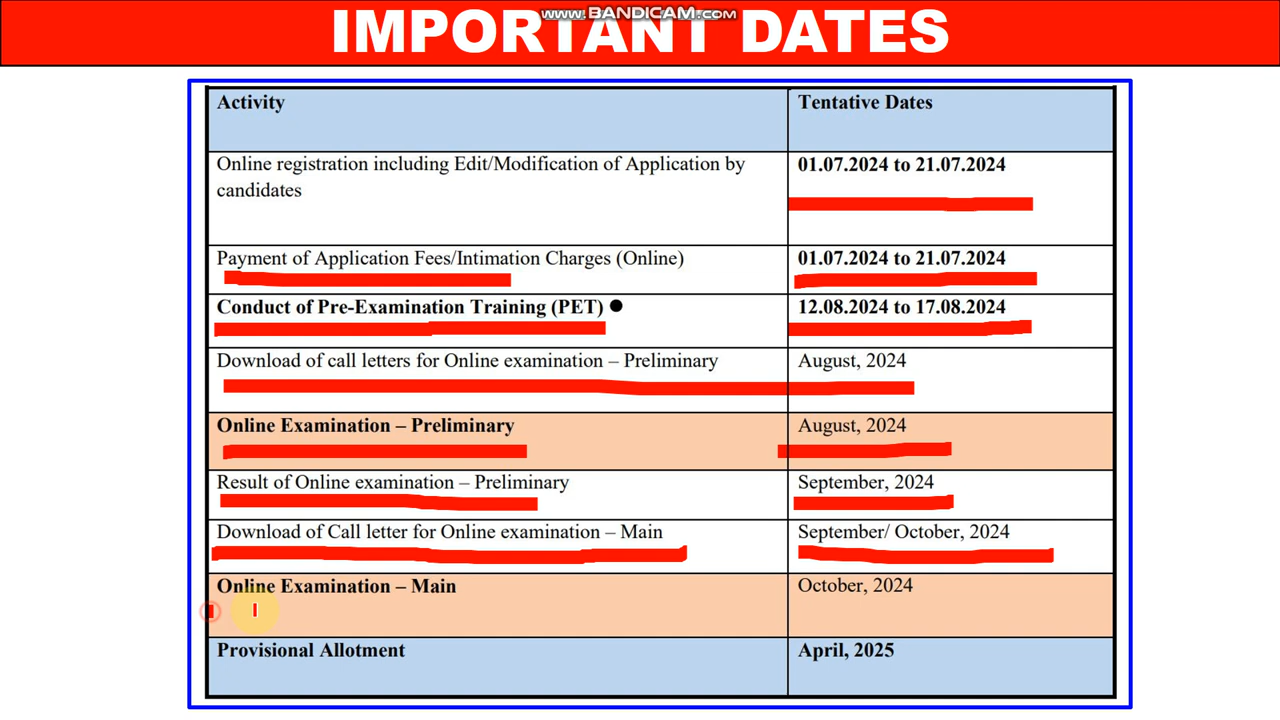 www.BANDICAM.com
IMPORTANT DATES
Activity
Tentative Dates
Online registration including Edit/Modification of Application by
candidates
01.07.2024 to 21.07.2024
Payment of Application Fees/Intimation Charges (Online)
01.07.2024 to 21.07.2024
Conduct of Pre-Examination Training (PET) ●
12.08.2024 to 17.08.2024
Download of call letters for Online examination – Preliminary
August, 2024
Online Examination – Preliminary
August, 2024
Result of Online examination – Preliminary
September, 2024
Download of Call letter for Online examination – Main
September/ October, 2024
Online Examination – Main
October, 2024
Provisional Allotment
April, 2025